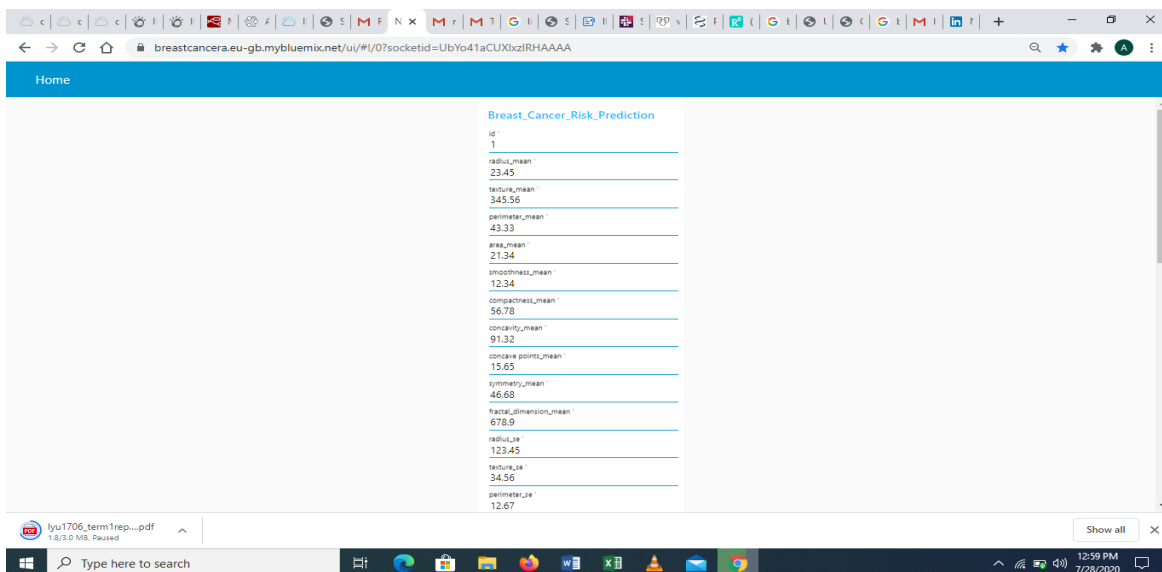 breastcancera.eu-gb.mybluemix.net/ui/#!/0?socketid=UbYo41aCUXlxzlRHAAAA
A
Home
Breast_Cancer_Risk_Prediction
id *
1
radius_mean *
23.45
texture_mean *
345.56
perimeter_mean *
43.33
area_mean *
21.34
smoothness_mean *
12.34
compactness_mean *
56.78
concavity_mean *
91.32
concave points_mean *
15.65
symmetry_mean *
46.68
fractal_dimension_mean *
678.9
radius_se *
123.45
texture_se *
34.56
perimeter_se *
12.67
lyu1706_term1rep....pdf
1.8/3.0 MB, Paused
Show all
Type here to search
12:59 PM
7/28/2020